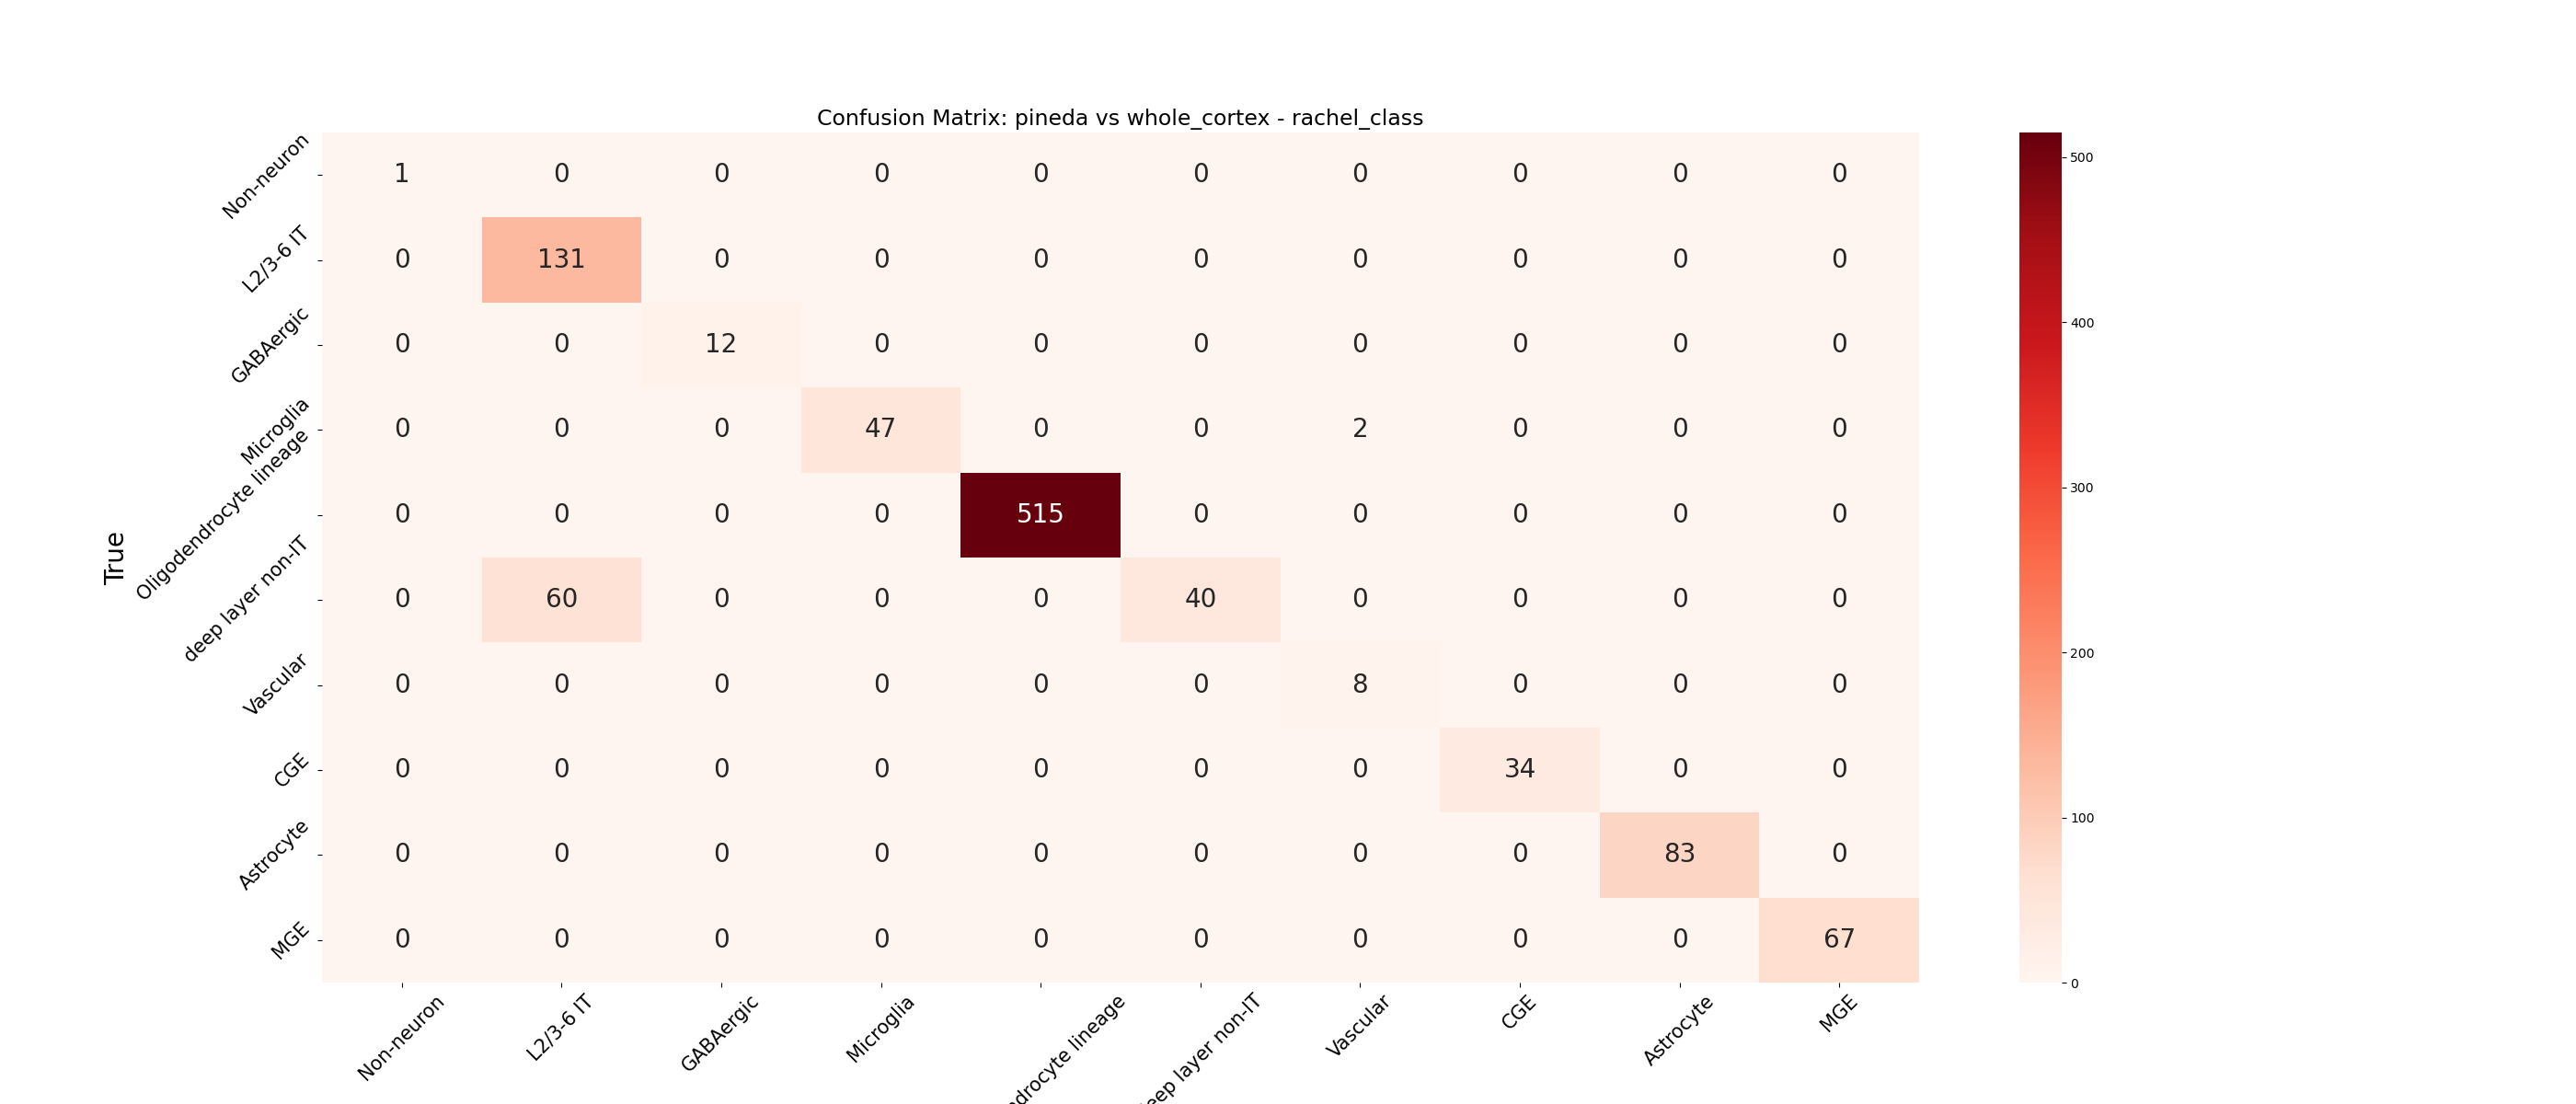 Confusion Matrix: pineda vs whole_cortex - rachel_class
True
Non-neuron 1 0 0 0 0 0 0 0 0 0
L2/3-6 IT 0 131 0 0 0 0 0 0 0 0
GABAergic 0 0 12 0 0 0 0 0 0 0
Microglia 0 0 0 47 0 0 2 0 0 0
Oligodendrocyte lineage 0 0 0 0 515 0 0 0 0 0
deep layer non-IT 0 60 0 0 0 40 0 0 0 0
Vascular 0 0 0 0 0 0 8 0 0 0
CGE 0 0 0 0 0 0 0 34 0 0
Astrocyte 0 0 0 0 0 0 0 0 83 0
MGE 0 0 0 0 0 0 0 0 0 67
Non-neuron
L2/3-6 IT
GABAergic
Microglia
ndrocyte lineage
eep layer non-IT
Vascular
CGE
Astrocyte
MGE
500
400
300
200
100
0